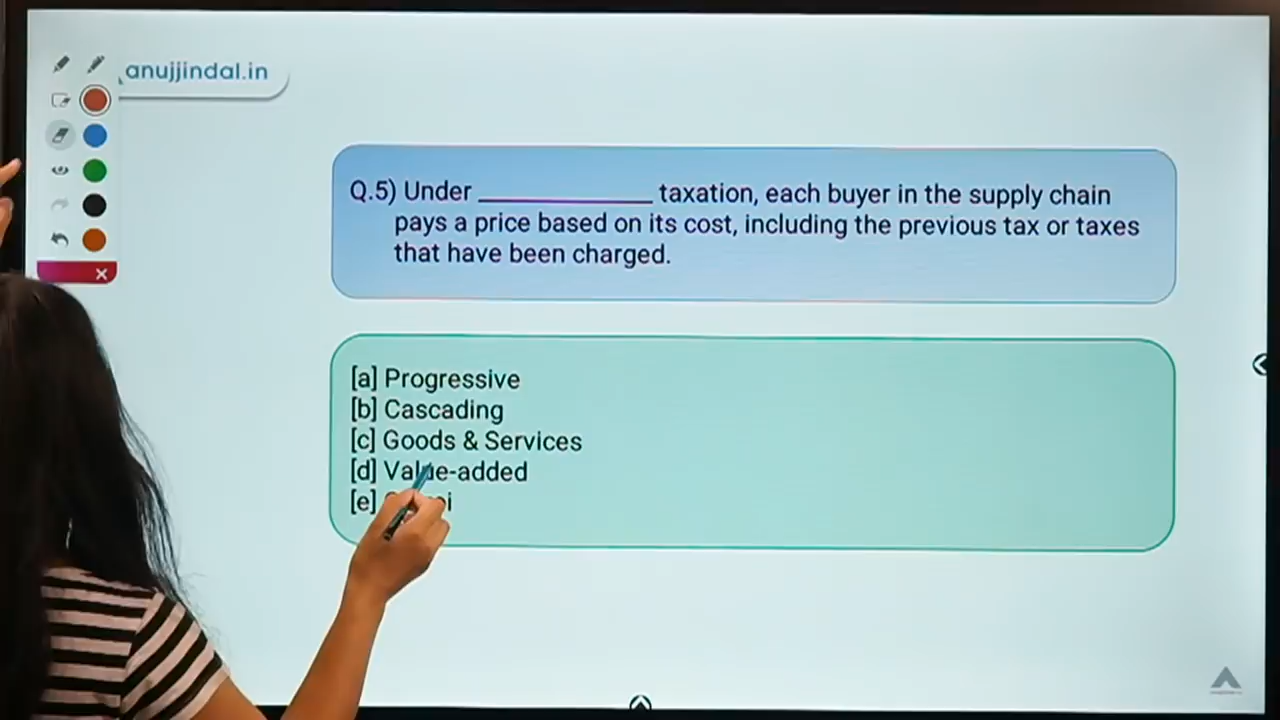 anujjindal.in
Q.5) Under __________ taxation, each buyer in the supply chain
pays a price based on its cost, including the previous tax or taxes
that have been charged.
[a] Progressive
[b] Cascading
[c] Goods & Services
[d] Value-added
[e]